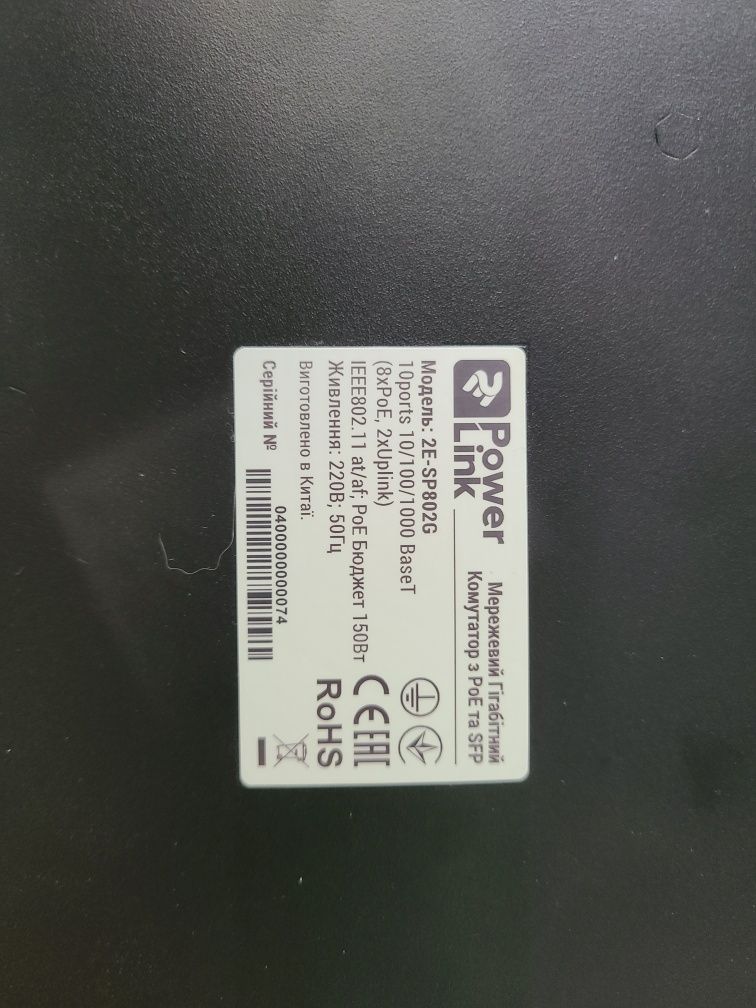 Power
Link
Мережевий Гігабітний
Комутатор з PoE та SFP
Модель: 2E-SP802G
10ports 10/100/1000 BaseT
(8xPoE, 2xUplink)
IEEE802.11 at/af; PoE Бюджет 150Вт
Живлення: 220В; 50Гц
Виготовлено в Китаї.
CE EAC
RoHS
Серійний №
0400000000074